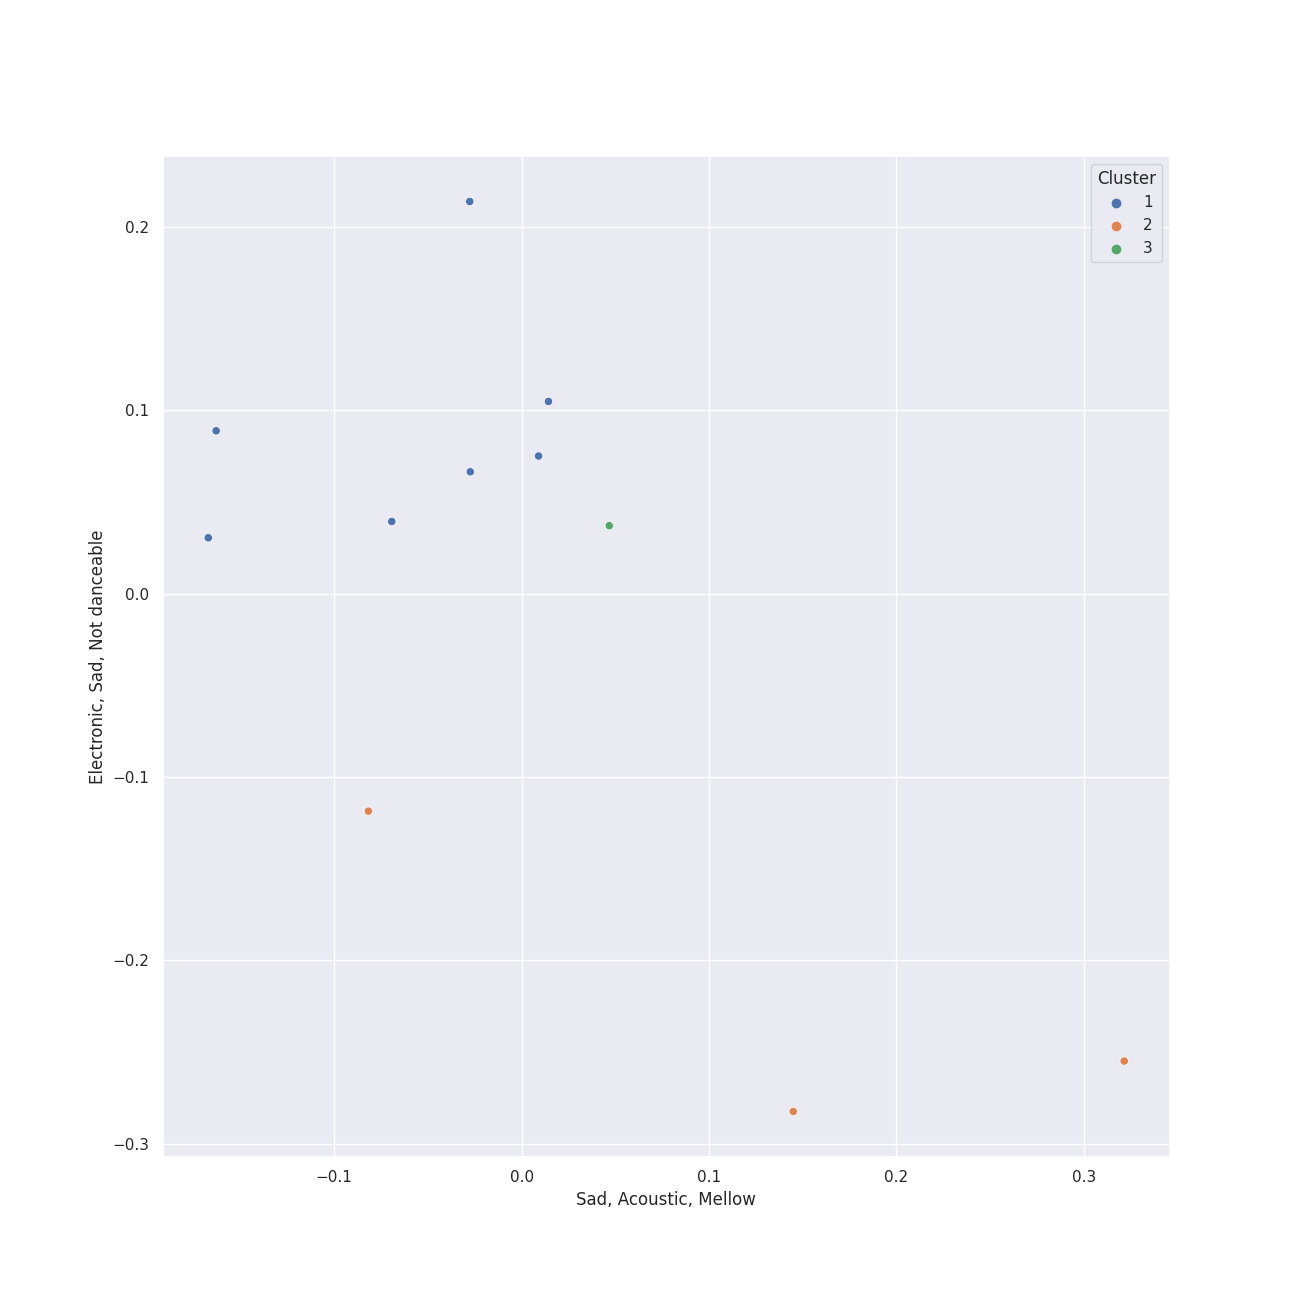 Cluster
1
2
3
0.2
0.1
0.0
−0.1
−0.2
−0.3
Electronic, Sad, Not danceable
−0.1 0.0 0.1 0.2 0.3
Sad, Acoustic, Mellow